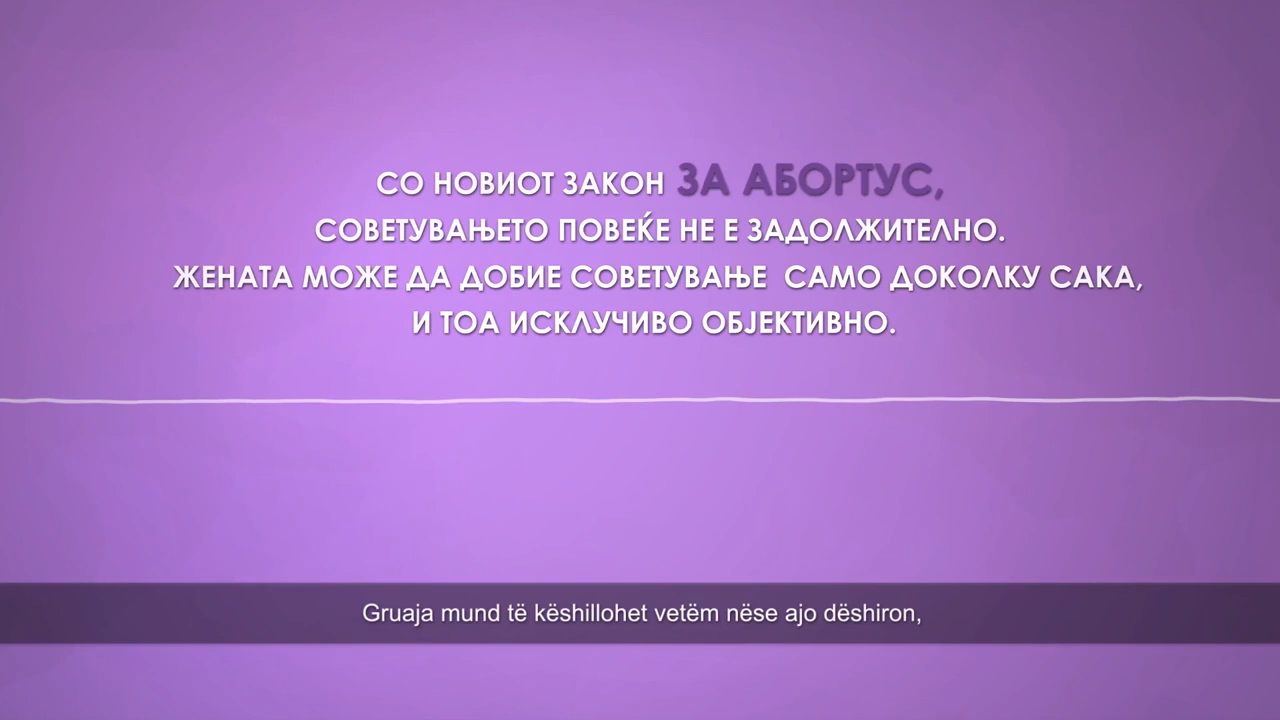 СО НОВИОТ ЗАКОН ЗА АБОРТУС,
СОВЕТУВАЊЕТО ПОВЕЌЕ НЕ Е ЗАДОЛЖИТЕЛНО.
ЖЕНАТА МОЖЕ ДА ДОБИЕ СОВЕТУВАЊЕ САМО ДОКОЛКУ САКА,
И ТОА ИСКЛУЧИВО ОБЈЕКТИВНО.
Gruaja mund të këshillohet vetëm nëse ajo dëshiron,